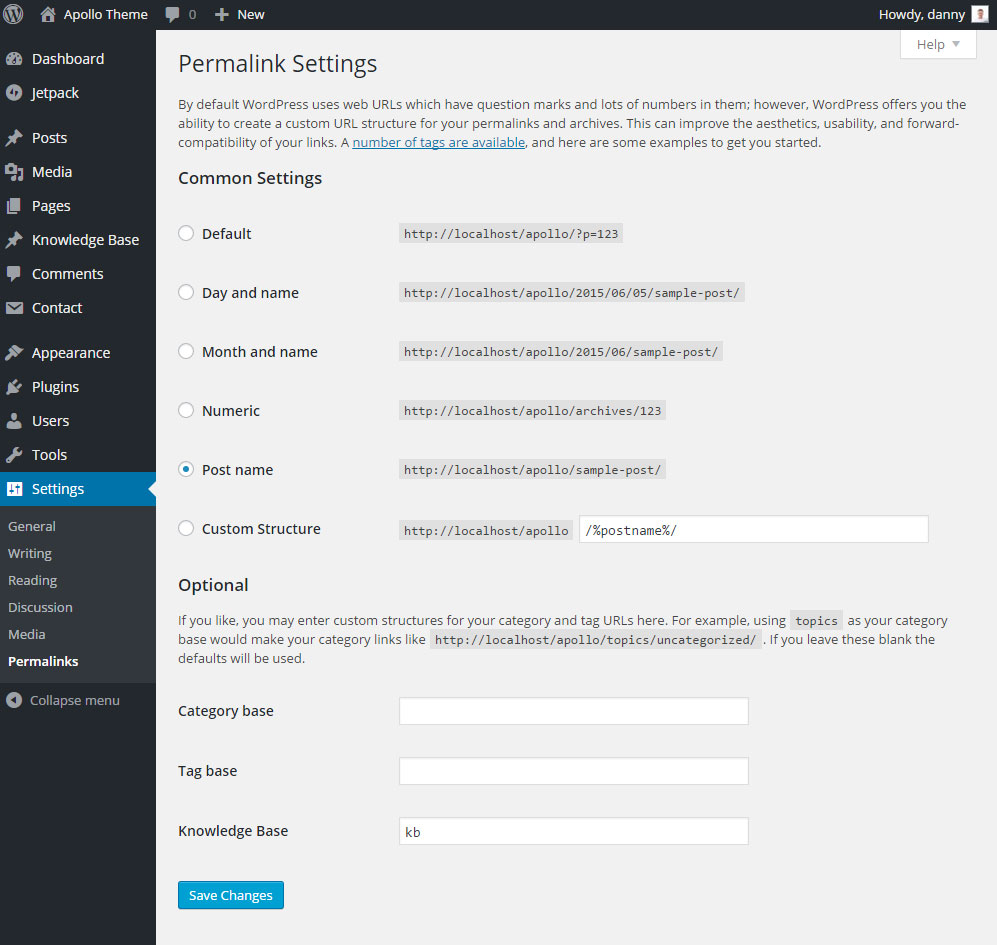 Apollo Theme 0 New Howdy, danny
Help
Dashboard
Jetpack
Posts
Media
Pages
Knowledge Base
Comments
Contact
Appearance
Plugins
Users
Tools
Settings
General
Writing
Reading
Discussion
Media
Permalinks
Collapse menu
Permalink Settings
By default WordPress uses web URLs which have question marks and lots of numbers in them; however, WordPress offers you the
ability to create a custom URL structure for your permalinks and archives. This can improve the aesthetics, usability, and forward-
compatibility of your links. A number of tags are available, and here are some examples to get you started.
Common Settings
Default http://localhost/apollo/?p=123
Day and name http://localhost/apollo/2015/06/05/sample-post/
Month and name http://localhost/apollo/2015/06/sample-post/
Numeric http://localhost/apollo/archives/123
Post name http://localhost/apollo/sample-post/
Custom Structure http://localhost/apollo /%postname%/
Optional
If you like, you may enter custom structures for your category and tag URLs here. For example, using topics as your category
base would make your category links like http://localhost/apollo/topics/uncategorized/ . If you leave these blank the
defaults will be used.
Category base
Tag base
Knowledge Base kb
Save Changes